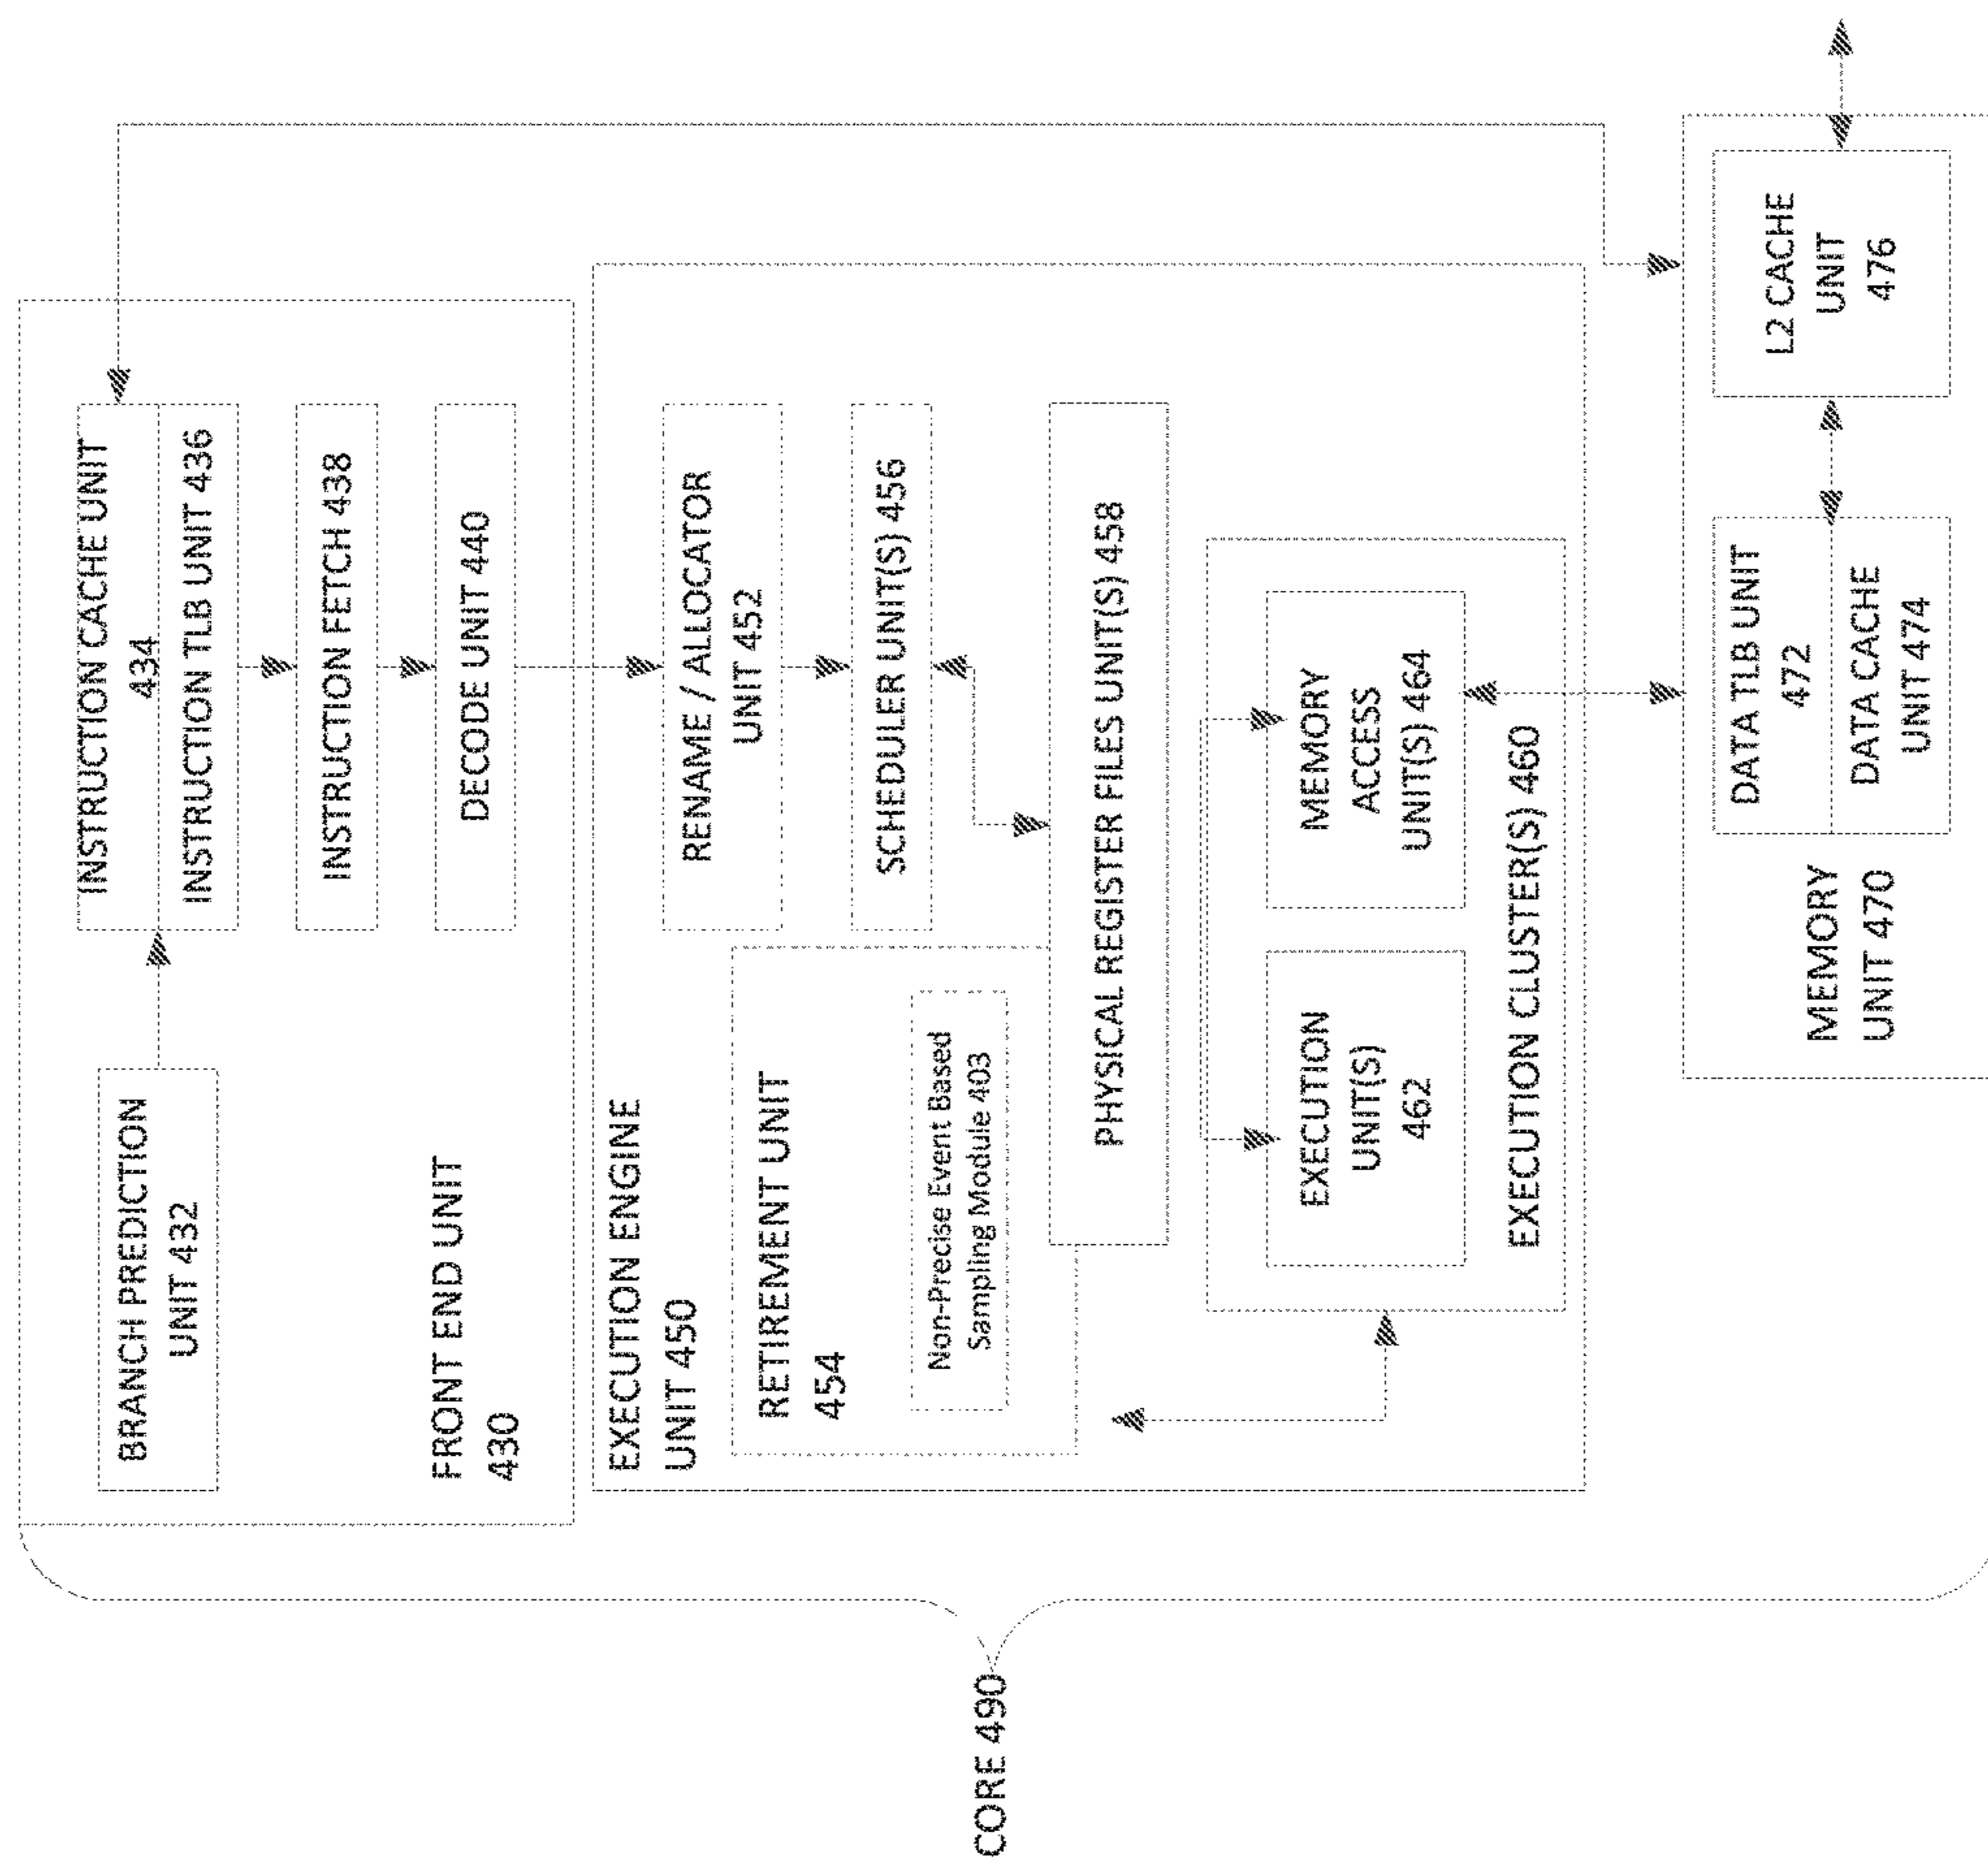 BRANCH PREDICTION
UNIT 432
INSTRUCTION CACHE UNIT
434
INSTRUCTION TLB UNIT 436
INSTRUCTION FETCH 438
DECODE UNIT 440
FRONT END UNIT
430
EXECUTION ENGINE
UNIT 450
RENAME / ALLOCATOR
UNIT 452
RETIREMENT UNIT
454
SCHEDULER UNIT(S) 456
Non-Precise Event Based
Sampling Module 403
PHYSICAL REGISTER FILES UNIT(S) 458
EXECUTION
UNIT(S)
462
MEMORY
ACCESS
UNIT(S) 464
EXECUTION CLUSTER(S) 460
CORE 490
MEMORY
UNIT 470
DATA TLB UNIT
472
DATA CACHE
UNIT 474
L2 CACHE
UNIT
476